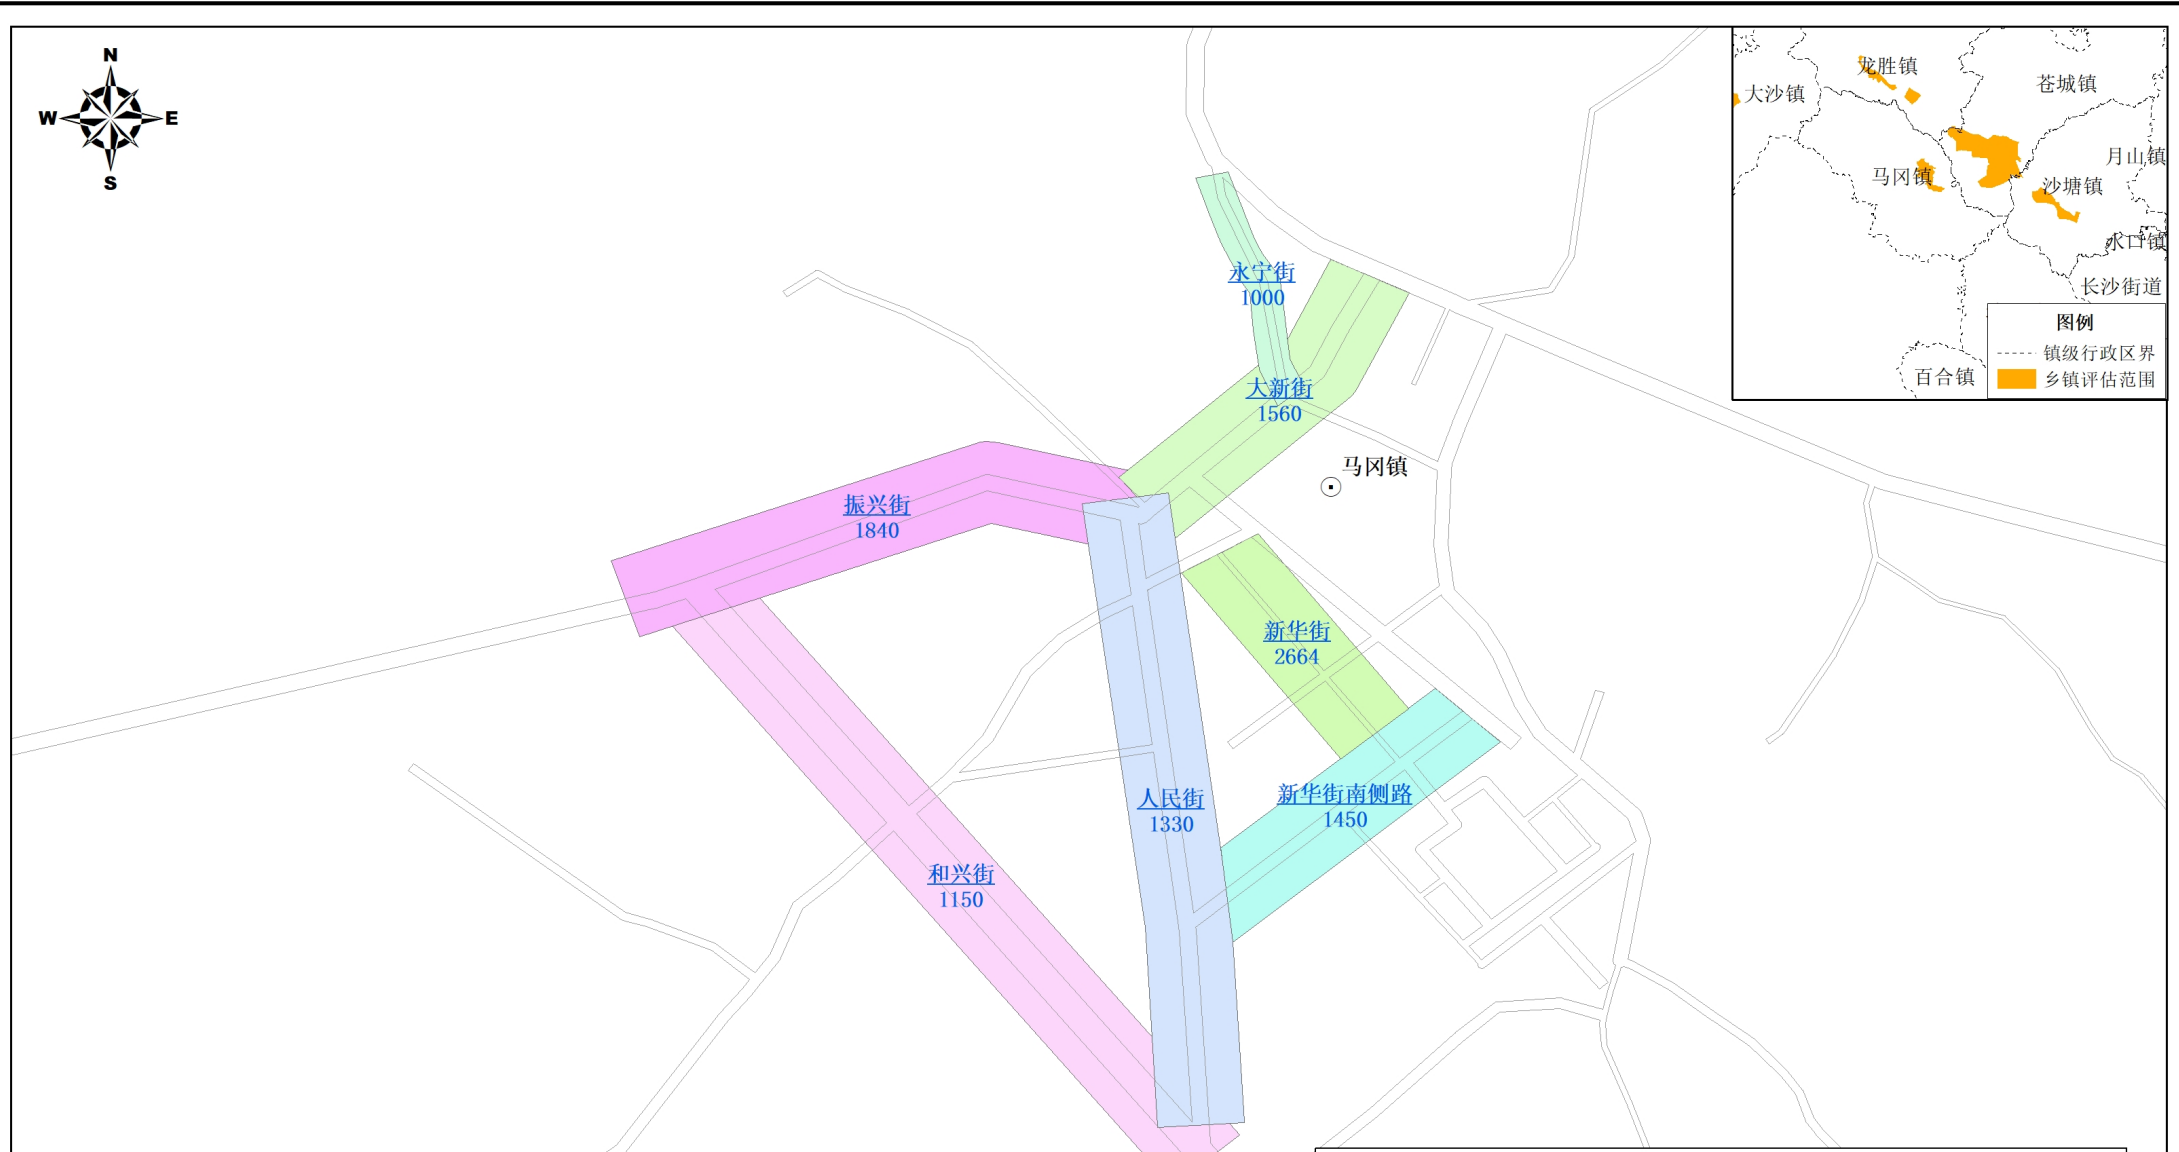 N
W
E
S
龙胜镇
苍城镇
大沙镇
月山镇
马冈镇
沙塘镇
水口镇
长沙街道
百合镇
图例
镇级行政区界
乡镇评估范围
永宁街
1000
大新街
1560
马冈镇
振兴街
1840
新华街
2664
人民街
1330
新华街南侧路
1450
和兴街
1150